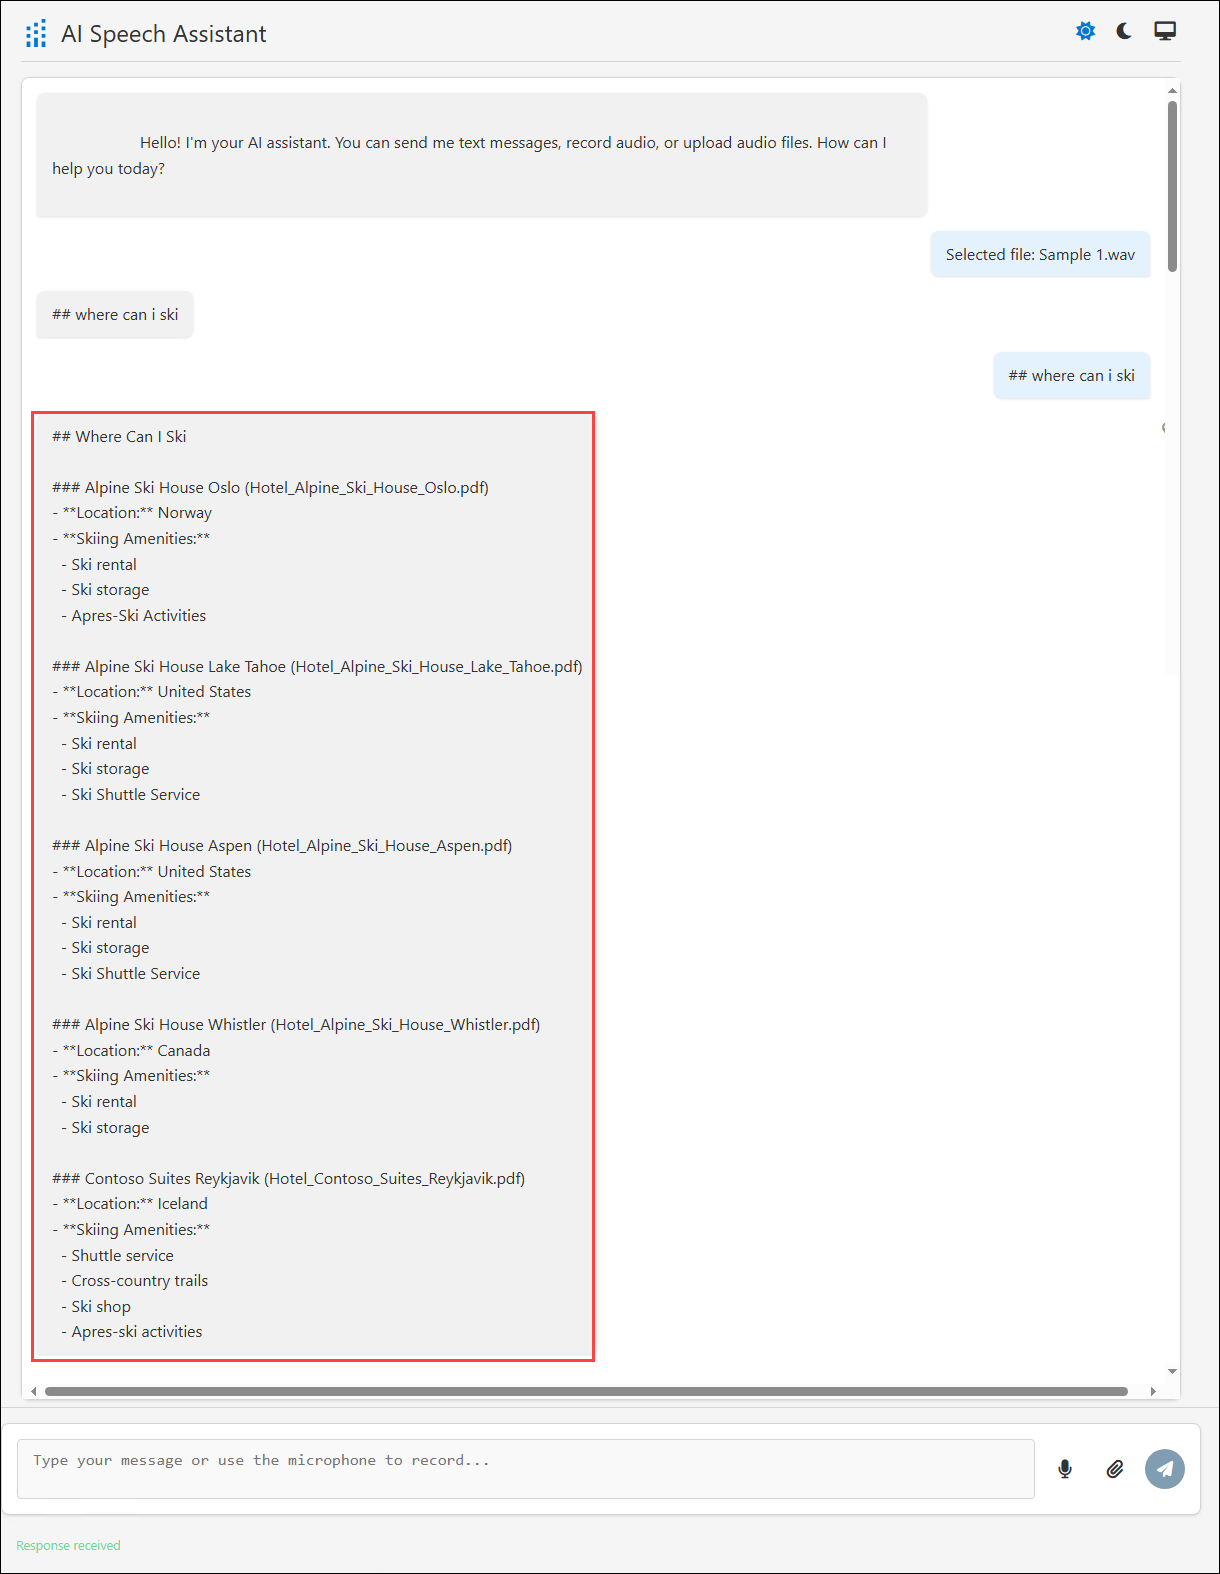 AI Speech Assistant
Hello! I'm your AI assistant. You can send me text messages, record audio, or upload audio files. How can I
help you today?
Selected file: Sample 1.wav
## where can i ski
## where can i ski
## Where Can I Ski
### Alpine Ski House Oslo (Hotel_Alpine_Ski_House_Oslo.pdf)
- **Location:** Norway
- **Skiing Amenities:**
- Ski rental
- Ski storage
- Apres-Ski Activities
### Alpine Ski House Lake Tahoe (Hotel_Alpine_Ski_House_Lake_Tahoe.pdf)
- **Location:** United States
- **Skiing Amenities:**
- Ski rental
- Ski storage
- Ski Shuttle Service
### Alpine Ski House Aspen (Hotel_Alpine_Ski_House_Aspen.pdf)
- **Location:** United States
- **Skiing Amenities:**
- Ski rental
- Ski storage
- Ski Shuttle Service
### Alpine Ski House Whistler (Hotel_Alpine_Ski_House_Whistler.pdf)
- **Location:** Canada
- **Skiing Amenities:**
- Ski rental
- Ski storage
### Contoso Suites Reykjavik (Hotel_Contoso_Suites_Reykjavik.pdf)
- **Location:** Iceland
- **Skiing Amenities:**
- Shuttle service
- Cross-country trails
- Ski shop
- Apres-ski activities
Type your message or use the microphone to record...
Response received